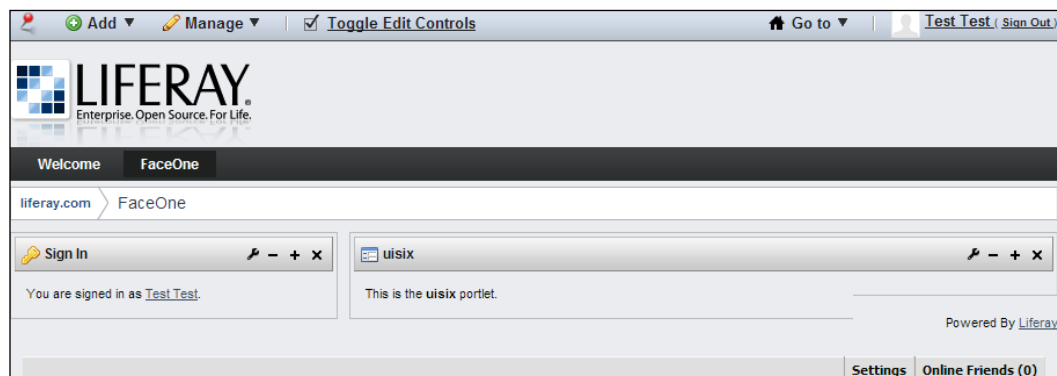 Add ▼ Manage ▼ Toggle Edit Controls Go to ▼ Test Test ( Sign Out )
LIFERAY.
Enterprise. Open Source. For Life.
Welcome FaceOne
liferay.com FaceOne
Sign In uisix
You are signed in as Test Test. This is the uisix portlet.
Powered By Liferay
Settings Online Friends (0)